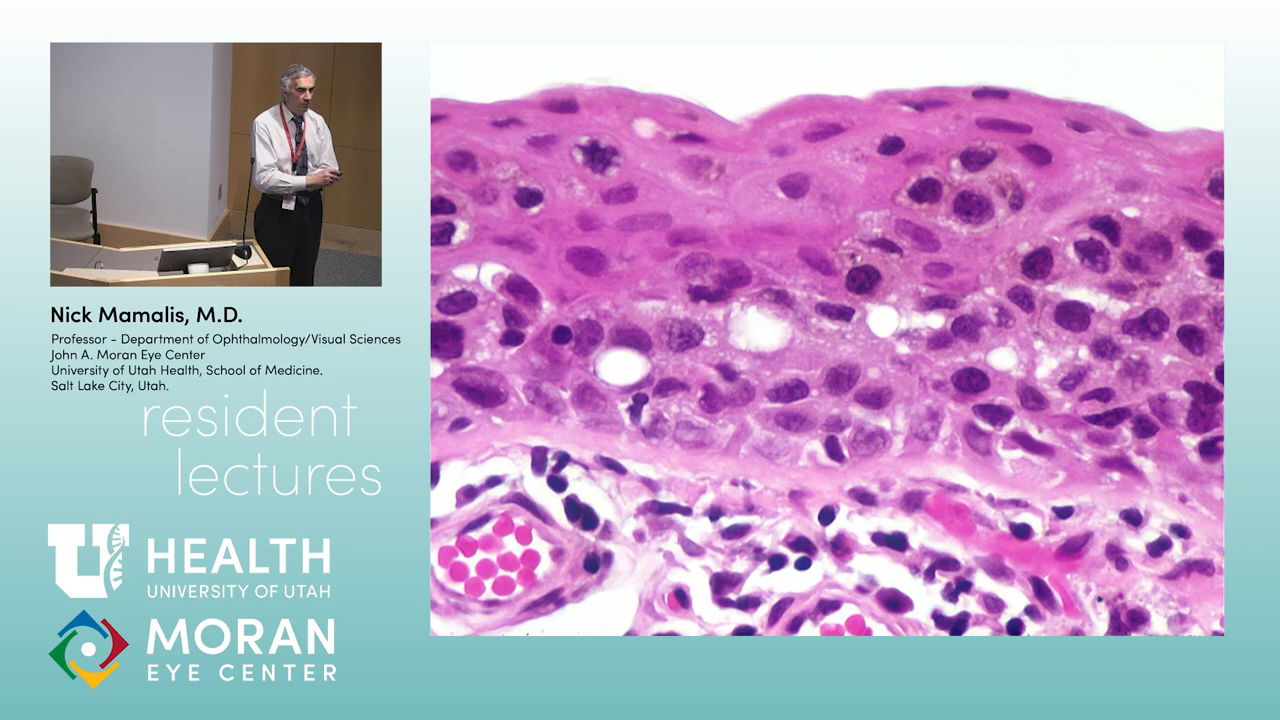 Nick Mamalis, M.D.
Professor - Department of Ophthalmology/Visual Sciences
John A. Moran Eye Center
University of Utah Health, School of Medicine.
Salt Lake City, Utah.
resident
lectures
U HEALTH
UNIVERSITY OF UTAH
MORAN
EYE CENTER